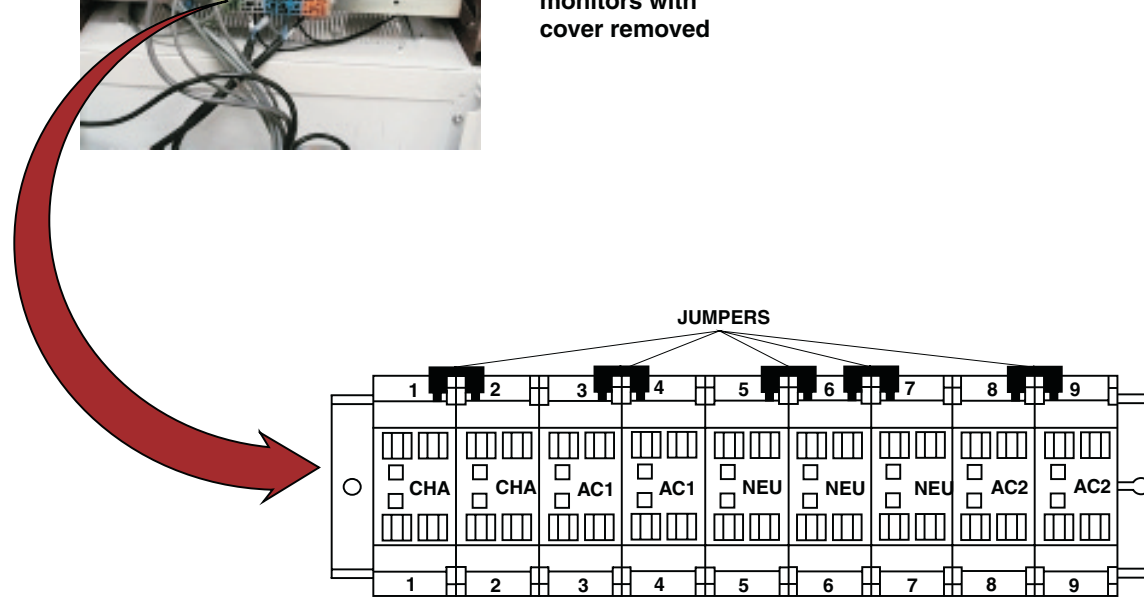 monitors with
cover removed
JUMPERS
1 2 3 4 5 6 7 8 9
CHA CHA AC1 AC1 NEU NEU NEU AC2 AC2
1 2 3 4 5 6 7 8 9